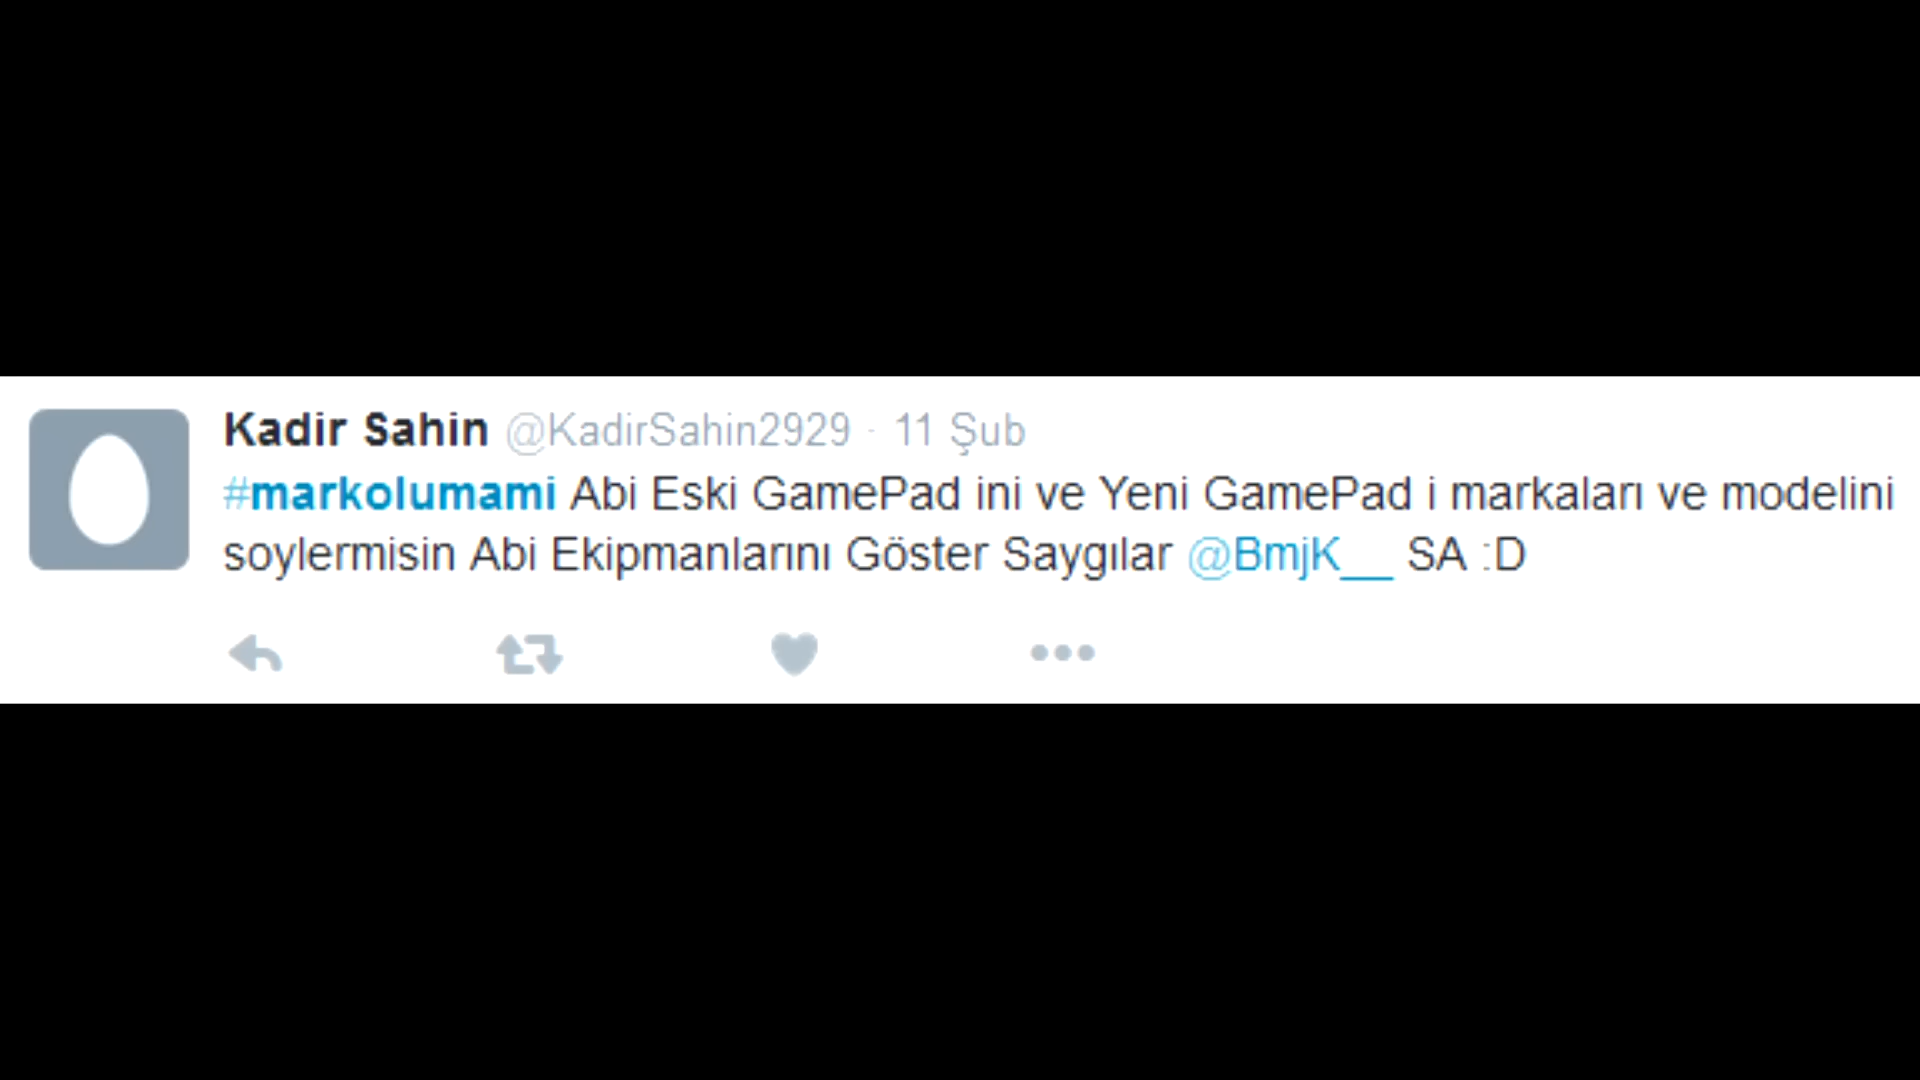 Kadir Sahin @KadirSahin2929 · 11 Şub
#markolumami Abi Eski GamePad ini ve Yeni GamePad i markaları ve modelini
soylermisin Abi Ekipmanlarını Göster Saygılar @BmjK__ SA :D